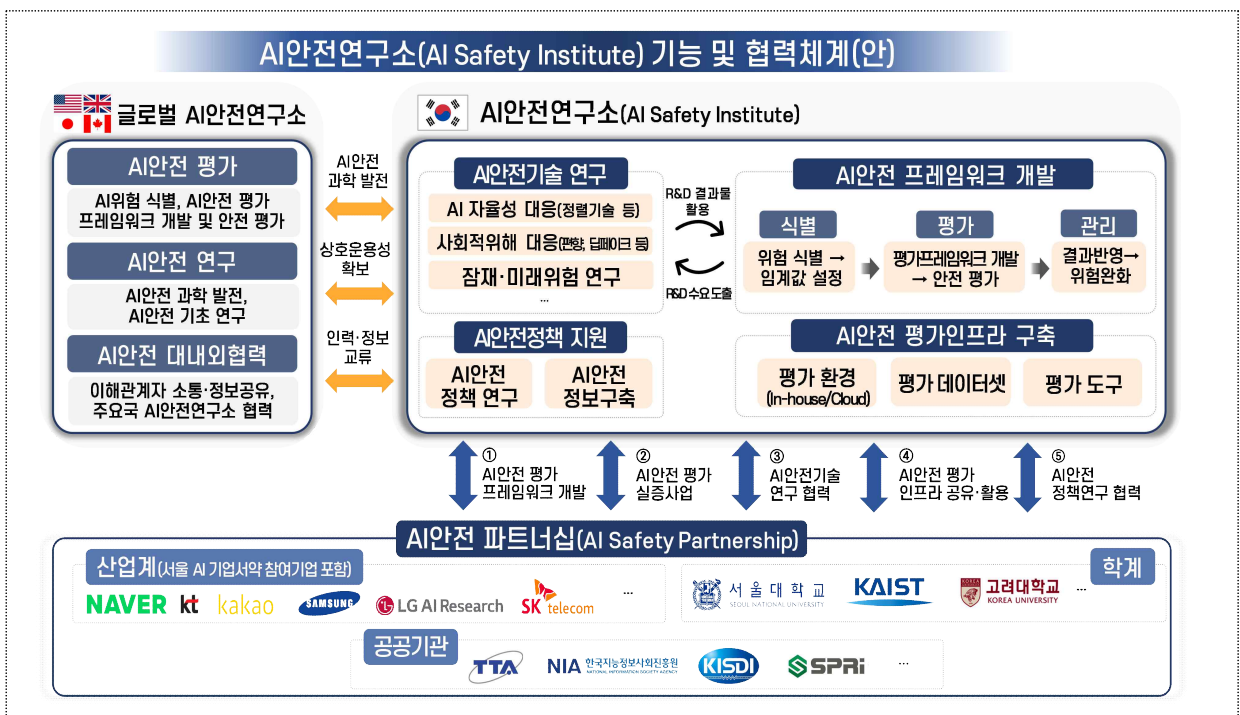 AI안전연구소(AI Safety Institute) 기능 및 협력체계(안)
글로벌 AI안전연구소
AI안전 평가
AI위험 식별, AI안전 평가
프레임워크 개발 및 안전 평가
AI안전 연구
AI안전 과학 발전,
AI안전 기초 연구
AI안전 대내외협력
이해관계자 소통·정보공유,
주요국 AI안전연구소 협력
AI안전
과학 발전
상호운용성
확보
인력·정보
교류
AI안전연구소(AI Safety Institute)
AI안전기술 연구
AI 자율성 대응(정렬기술 등)
사회적위해 대응(편향, 딥페이크 등)
잠재·미래위험 연구
...
R&D 결과물
활용
R&D 수요 도출
AI안전 프레임워크 개발
식별
위험 식별 →
임계값 설정
평가
평가프레임워크 개발
→ 안전 평가
관리
결과반영→
위험완화
AI안전정책 지원
AI안전
정책 연구
AI안전
정보구축
AI안전 평가인프라 구축
평가 환경
(In-house/Cloud)
평가 데이터셋
평가 도구
①
AI안전 평가
프레임워크 개발
②
AI안전 평가
실증사업
③
AI안전기술
연구 협력
④
AI안전 평가
인프라 공유·활용
⑤
AI안전
정책연구 협력
AI안전 파트너십(AI Safety Partnership)
산업계(서울 AI 기업서약 참여기업 포함)
NAVER
kt
kakao
SAMSUNG
LG AI Research
SK telecom
...
학계
서울대학교
SEOUL NATIONAL UNIVERSITY
KAIST
KOREA
고려대학교
KOREA UNIVERSITY
...
공공기관
TTA
NIA 한국지능정보사회진흥원
NATIONAL INFORMATION SOCIETY AGENCY
KISDI
SPRi
...